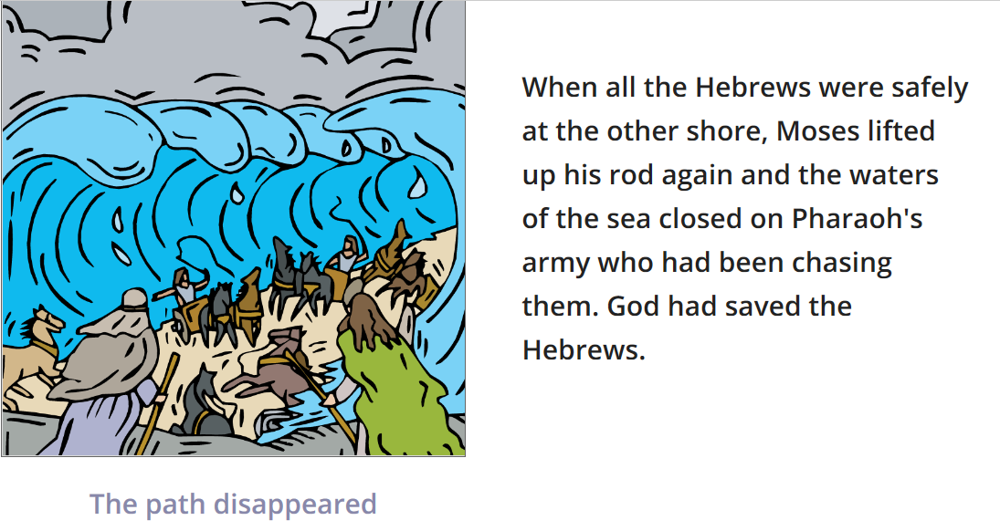 When all the Hebrews were safely
at the other shore, Moses lifted
up his rod again and the waters
of the sea closed on Pharaoh's
army who had been chasing
them. God had saved the
Hebrews.
The path disappeared